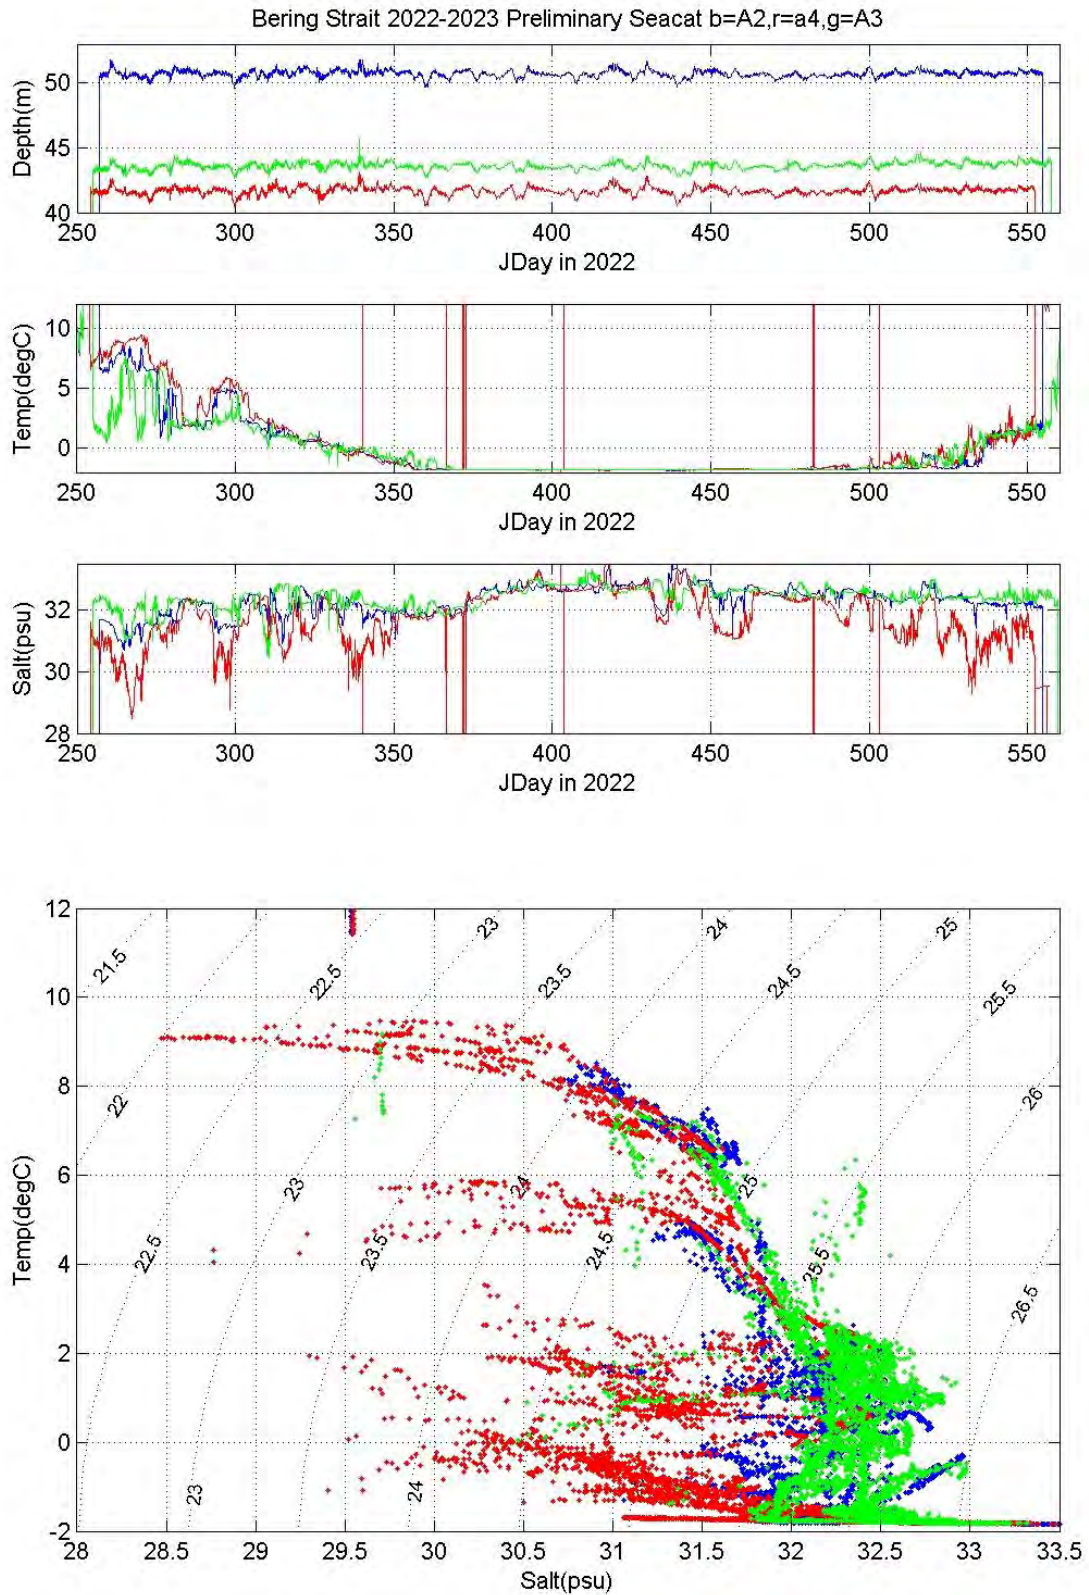 Bering Strait 2022-2023 Preliminary Seacat b=A2,r=a4,g=A3
Depth(m)
50
45
40
250 300 350 400 450 500 550
JDay in 2022
Temp(degC)
10
5
0
250 300 350 400 450 500 550
JDay in 2022
Salt(psu)
32
30
28
250 300 350 400 450 500 550
JDay in 2022
Temp(degC)
12
10
8
6
4
2
0
-2
21.5
22.5
23
23.5
24
24.5
25
25.5
22
26
23
24
25
22.5
23.5
24.5
25.5
26.5
23
24
28 28.5 29 29.5 30 30.5 31 31.5 32 32.5 33 33.5
Salt(psu)